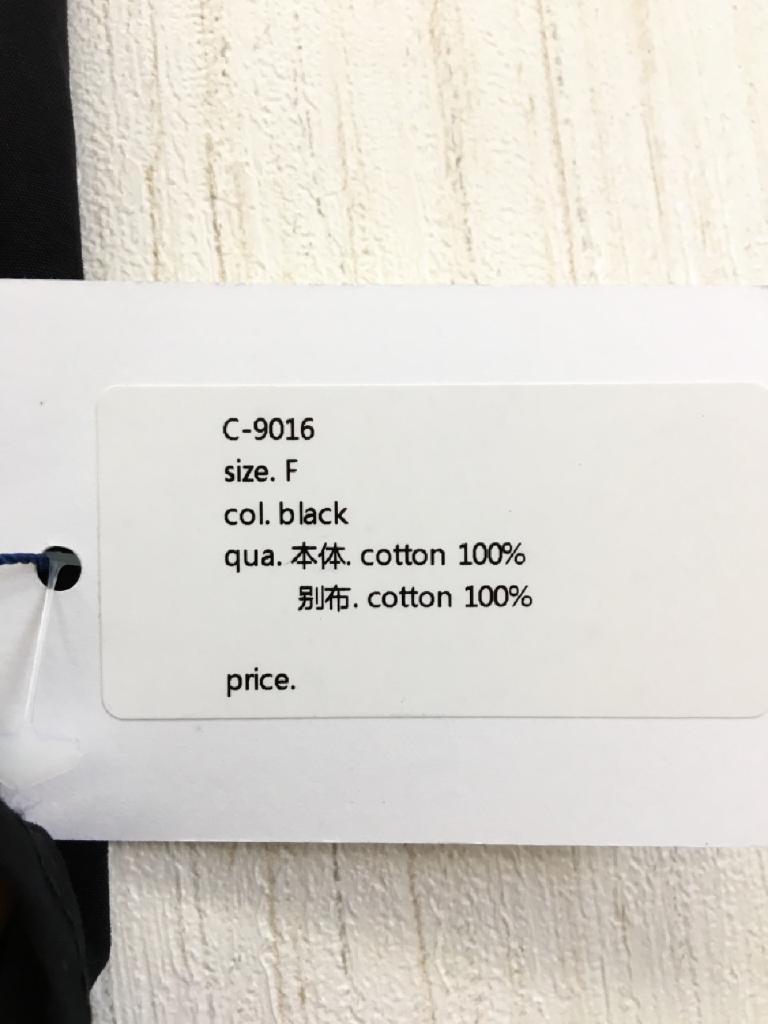 C-9016
size. F
col. black
qua. 本体. cotton 100%
別布. cotton 100%
price.